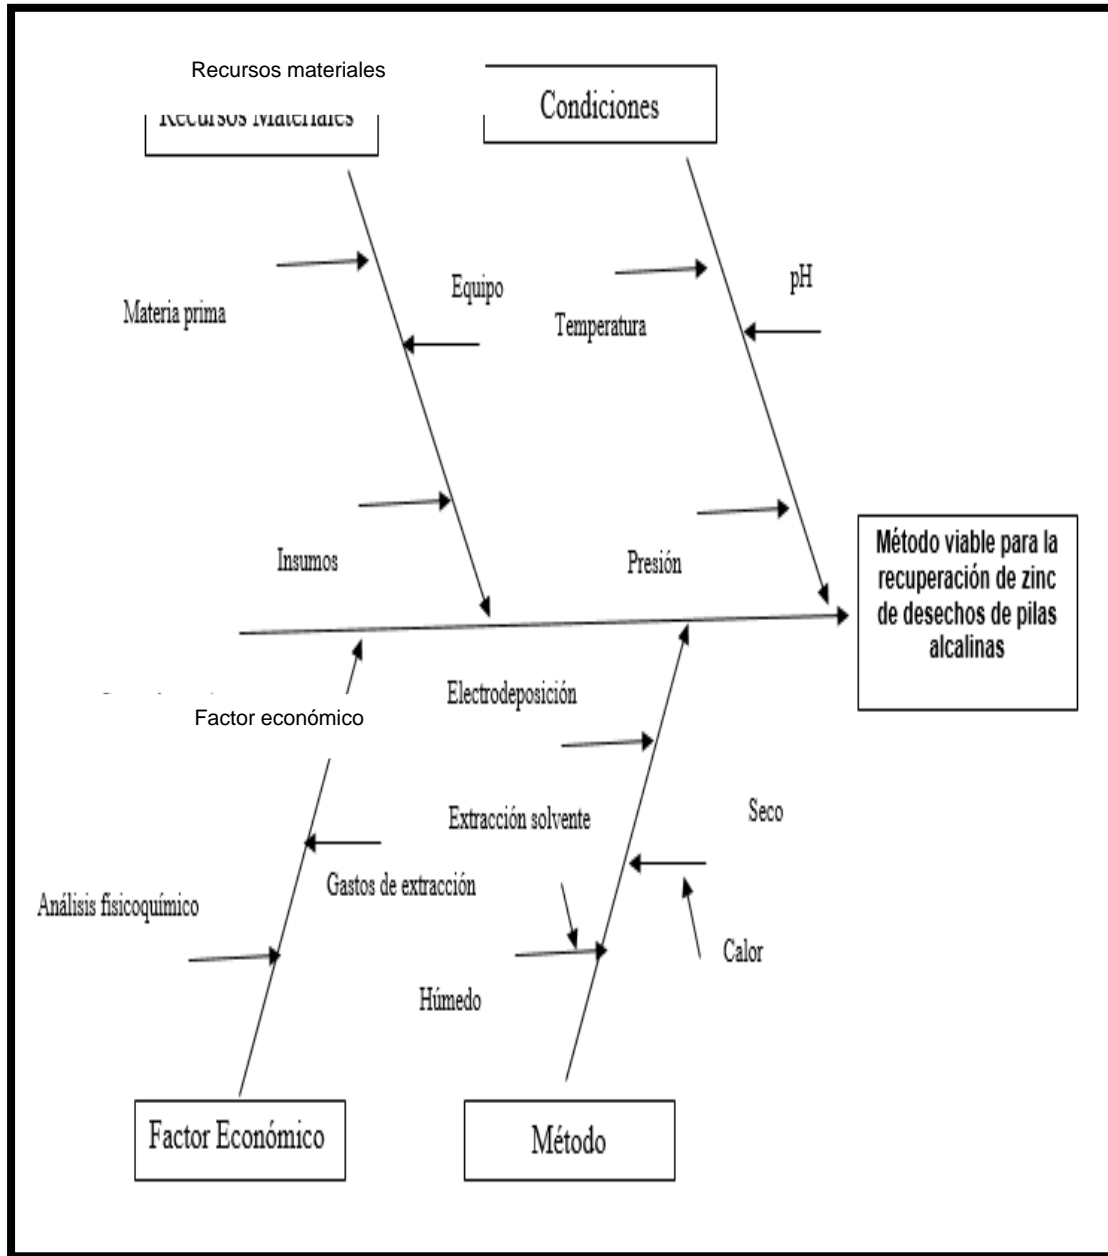 Recursos materiales
Recursos Materiales
Condiciones
Equipo
pH
Materia prima
Temperatura
Insumos
Presión
Método viable para la
recuperación de zinc
de desechos de pilas
alcalinas
Electrodeposición
Factor económico
Extracción solvente
Seco
Gastos de extracción
Análisis fisicoquímico
Calor
Húmedo
Factor Económico
Método